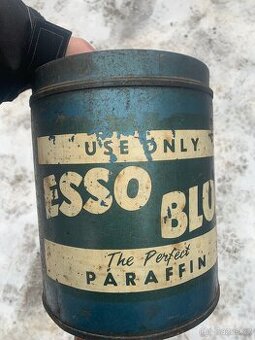 USE ONLY
ESSO BLU
The Perfect
PARAFFIN